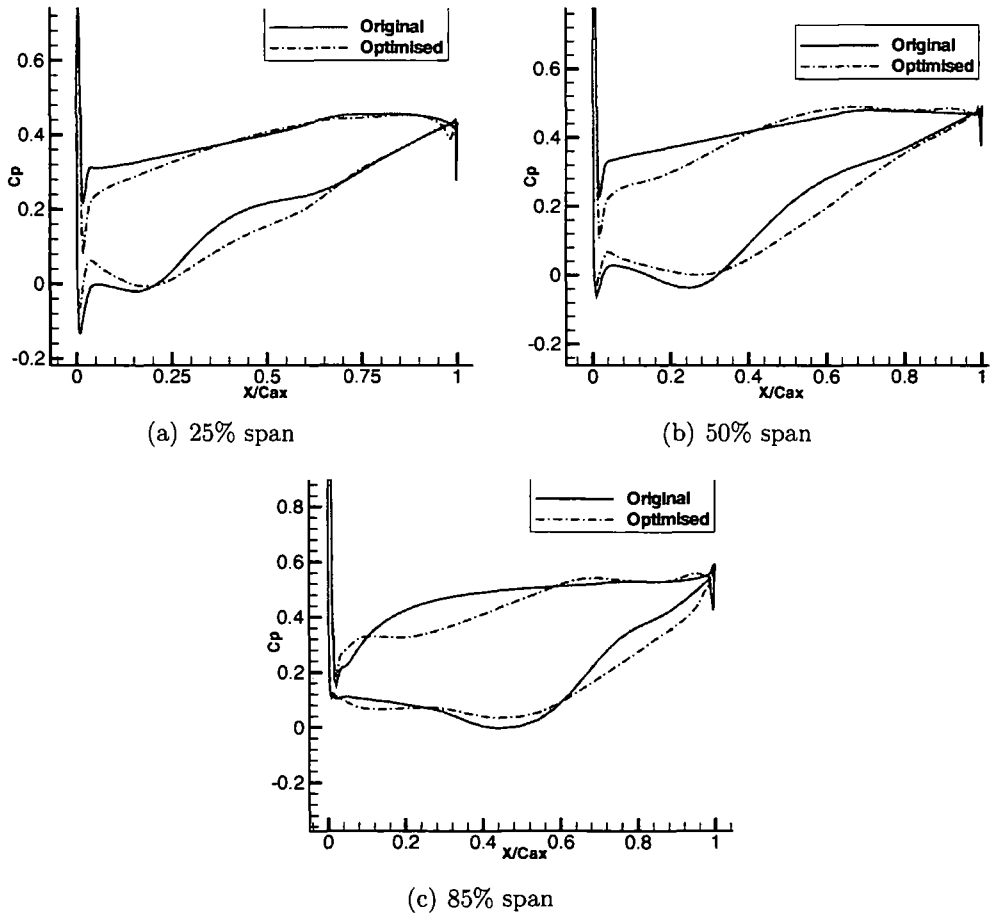 Original
Optimised
0.6
0.4
Cp
0.2
0
-0.2
0 0.25 0.5 0.75 1
X/Cax
(a) 25% span
Original
Optimised
0.6
0.4
Cp
0.2
0
-0.2
0 0.2 0.4 0.6 0.8 1
X/Cax
(b) 50% span
Original
Optimised
0.8
0.6
0.4
Cp
0.2
0
-0.2
0 0.2 0.4 0.6 0.8 1
X/Cax
(c) 85% span